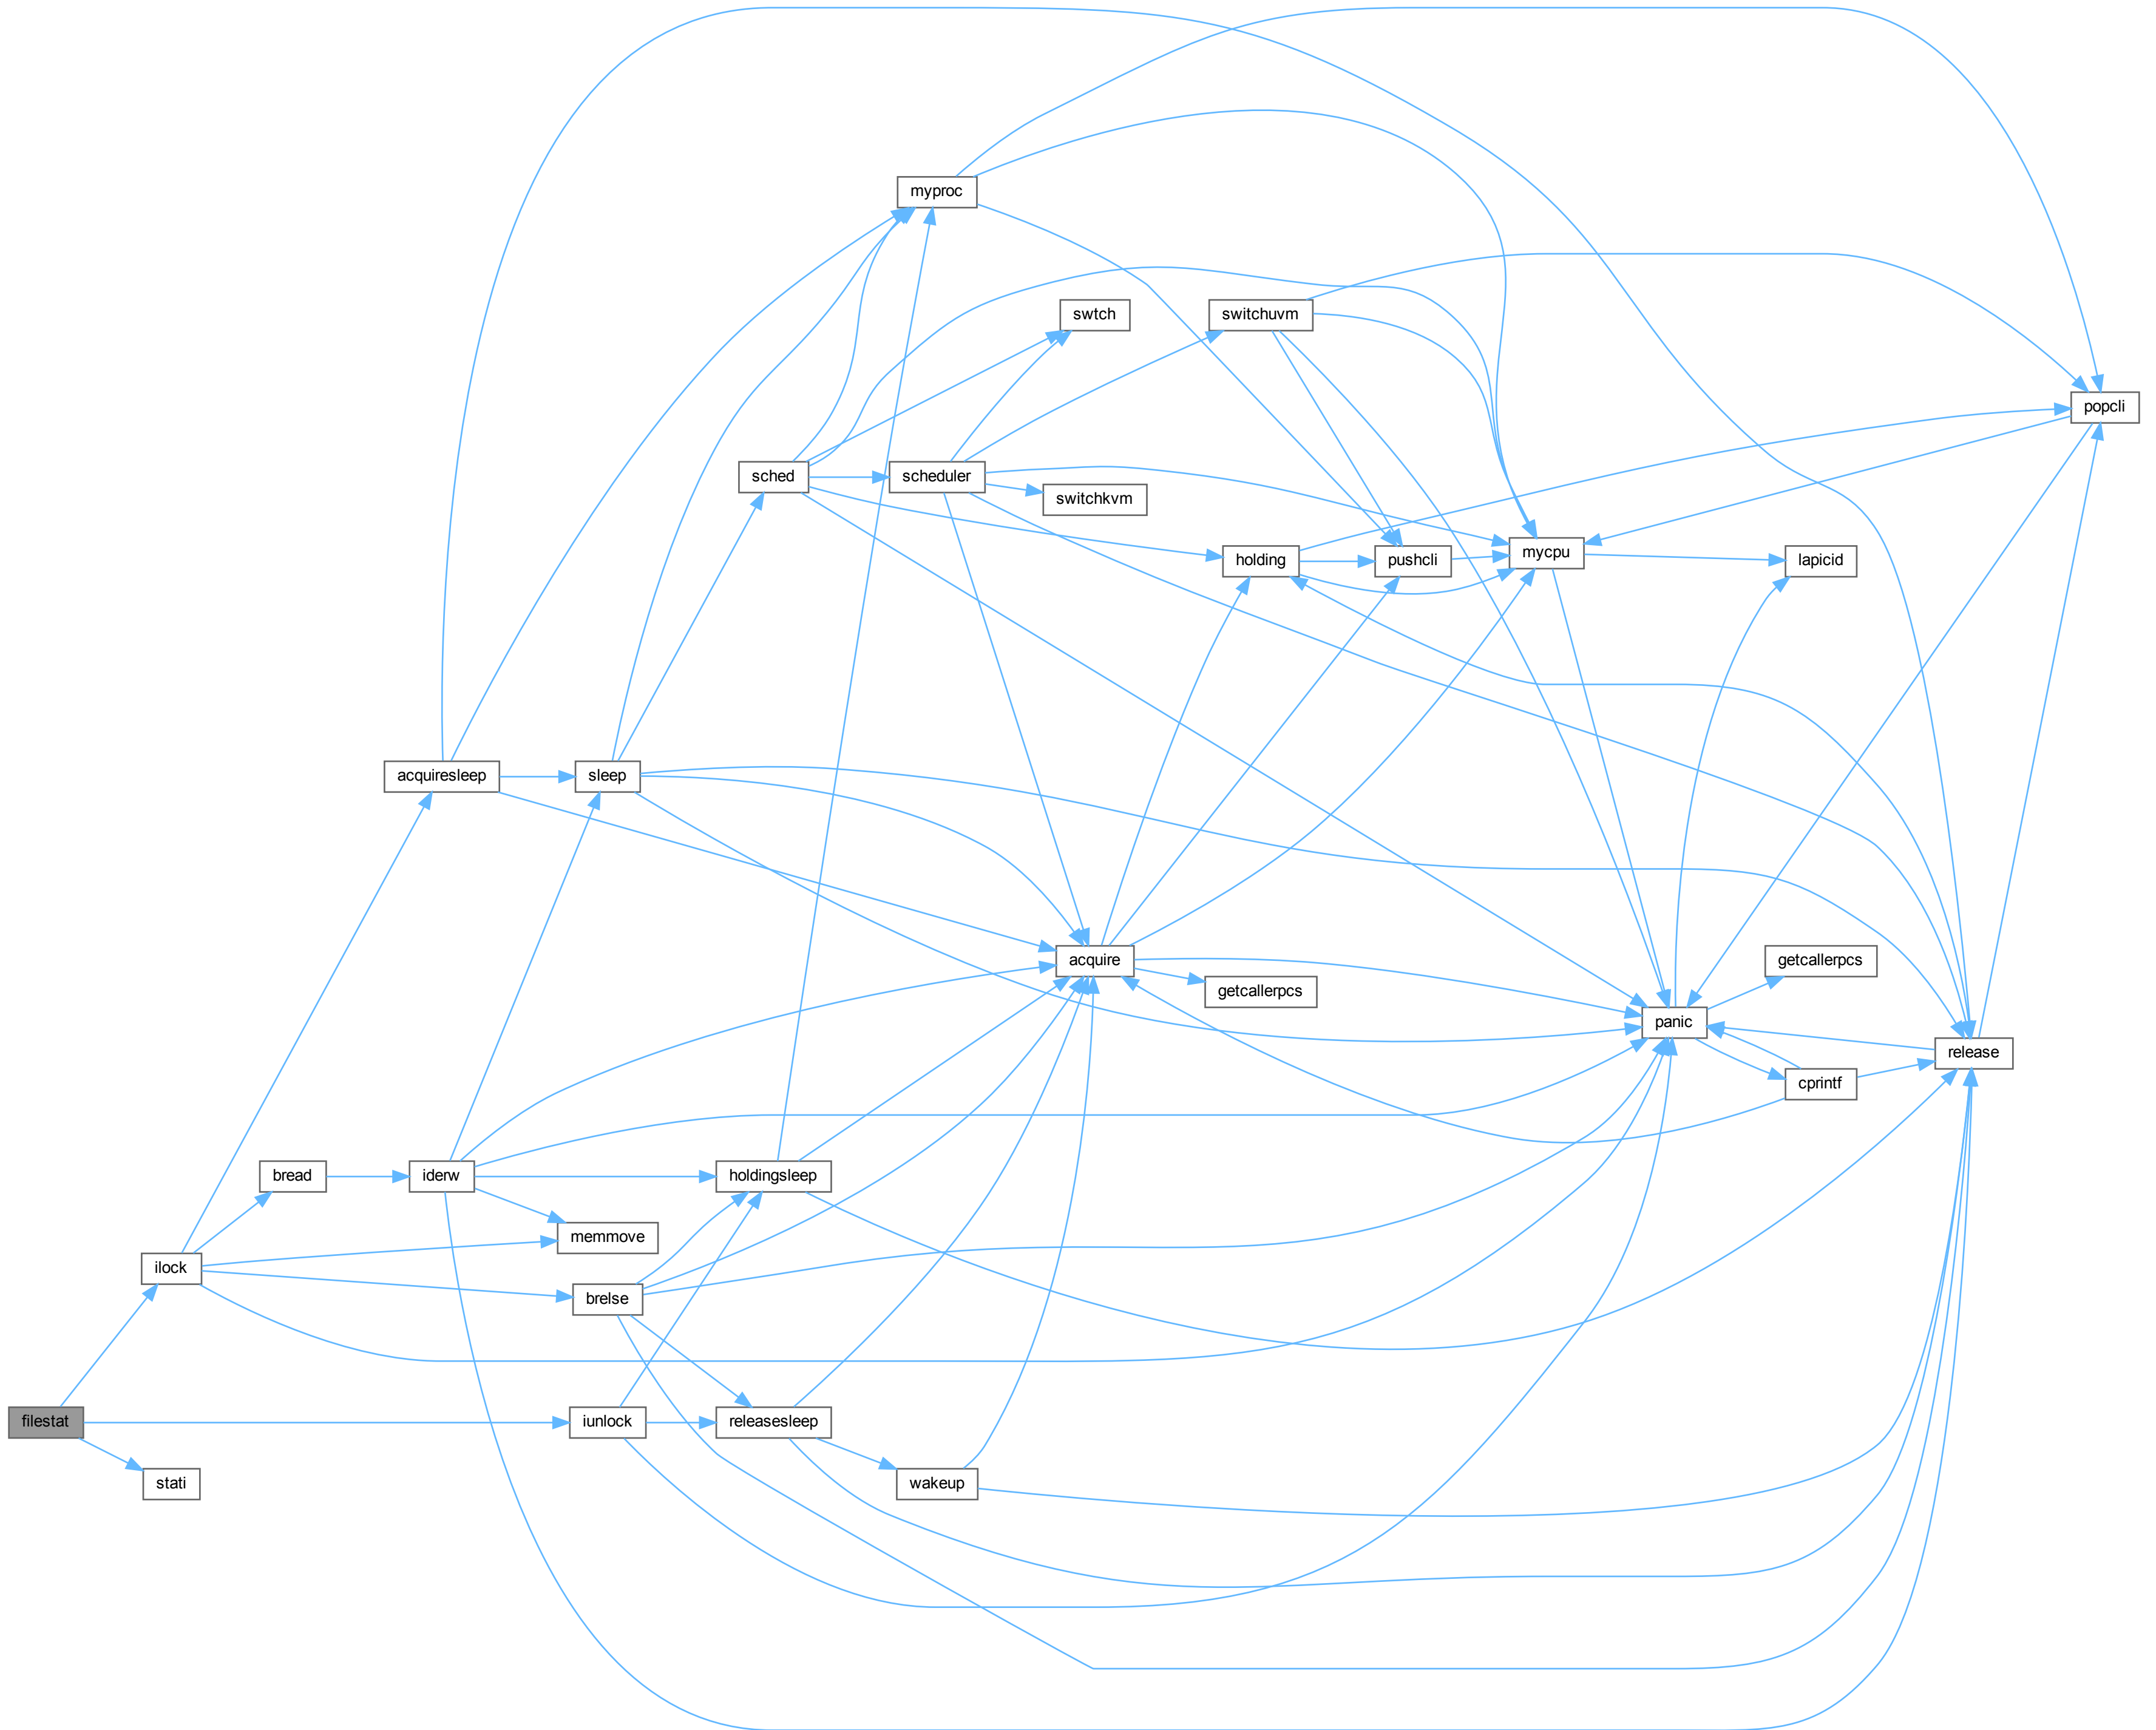 myproc
swtch
switchuvm
popcli
sched
scheduler
switchkvm
holding
pushcli
mycpu
lapicid
acquiresleep
sleep
acquire
getcallerpcs
getcallerpcs
panic
release
cprintf
bread
iderw
holdingsleep
memmove
ilock
brelse
filestat
iunlock
releasesleep
stati
wakeup